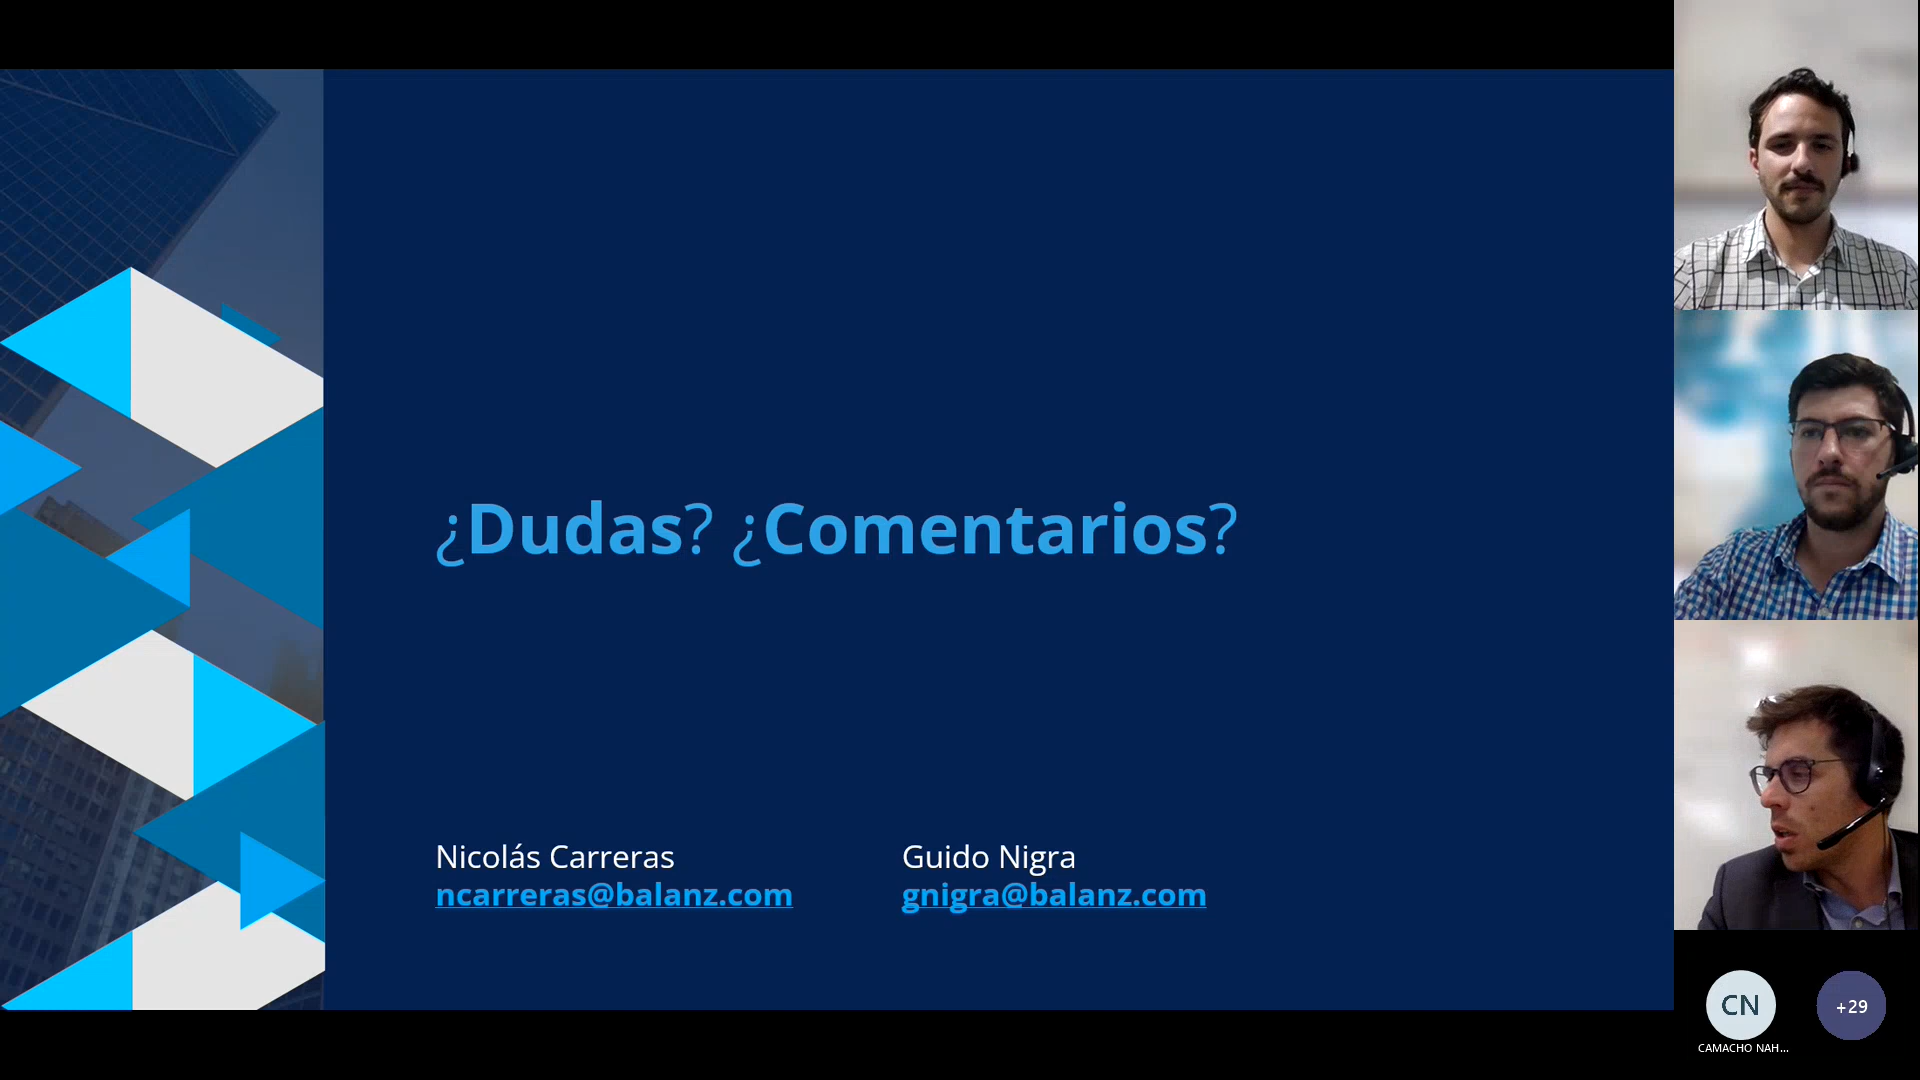 ¿Dudas? ¿Comentarios?
Nicolás Carreras
ncarreras@balanz.com
Guido Nigra
gnigra@balanz.com
CN
+29
CAMACHO NAH...